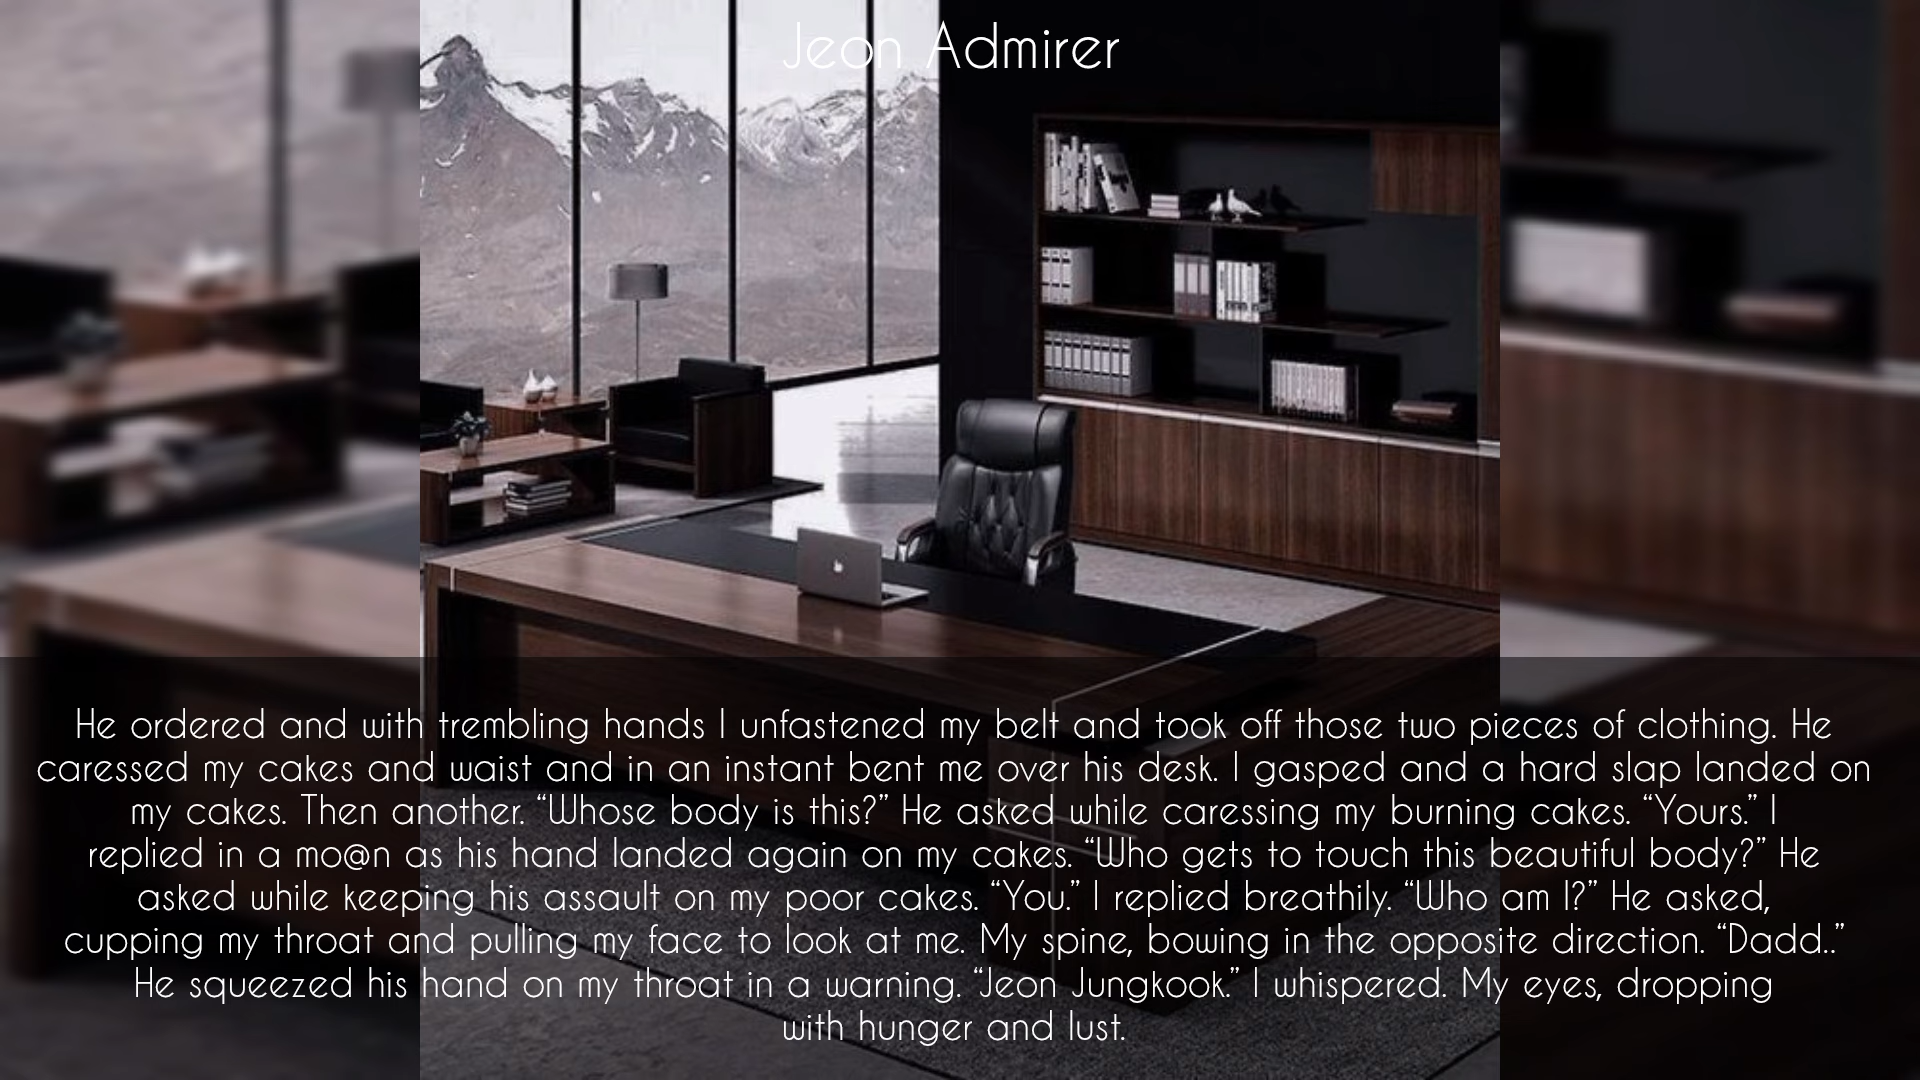 Jeon Admirer
He ordered and with trembling hands I unfastened my belt and took off those two pieces of clothing. He
caressed my cakes and waist and in an instant bent me over his desk. I gasped and a hard slap landed on
my cakes. Then another. “Whose body is this?” He asked while caressing my burning cakes. “Yours.” I
replied in a mo@n as his hand landed again on my cakes. “Who gets to touch this beautiful body?” He
asked while keeping his assault on my poor cakes. “You.” I replied breathily. “Who am I?” He asked,
cupping my throat and pulling my face to look at me. My spine, bowing in the opposite direction. “Dadd..”
He squeezed his hand on my throat in a warning. “Jeon Jungkook.” I whispered. My eyes, dropping
with hunger and lust.